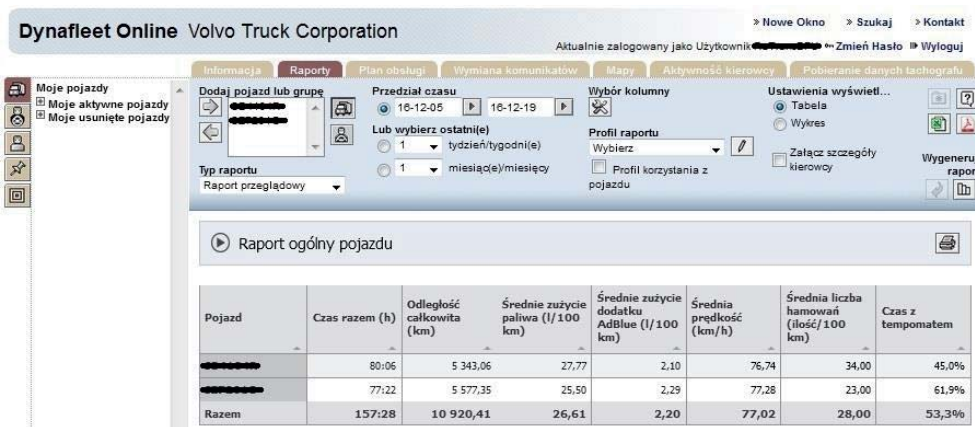 Dynafleet Online Volvo Truck Corporation
» Nowe Okno » Szukaj » Kontakt
Aktualnie zalogowany jako Użytkownik Zmień Hasło Wyloguj
Informacja Raporty Plan obsługi Wymiana komunikatów Mapy Aktywność kierowcy Pobieranie danych tachografu
Moje pojazdy
Moje aktywne pojazdy
Moje usunięte pojazdy
Dodaj pojazd lub grupę
Typ raportu
Raport przeglądowy
Przedział czasu
16-12-05 16-12-19
Lub wybierz ostatni(e)
1 tydzień/tygodni(e)
1 miesiąc(e)/miesięcy
Wybór kolumny
Profil raportu
Wybierz
Profil korzystania z
pojazdu
Ustawienia wyświetl...
Tabela
Wykres
Załącz szczegóły
kierowcy
Wygeneru
rapor
Raport ogólny pojazdu
Pojazd
Czas razem (h)
Odległość
całkowita
(km)
Średnie zużycie
paliwa (l/100
km)
Średnie zużycie
dodatku
AdBlue (l/100
km)
Średnia
prędkość
(km/h)
Średnia liczba
hamowań
(ilość/100
km)
Czas z
tempomatem
80:06 5 343,06 27,77 2,10 76,74 34,00 45,0%
77:22 5 577,35 25,50 2,29 77,28 23,00 61,9%
Razem 157:28 10 920,41 26,61 2,20 77,02 28,00 53,3%